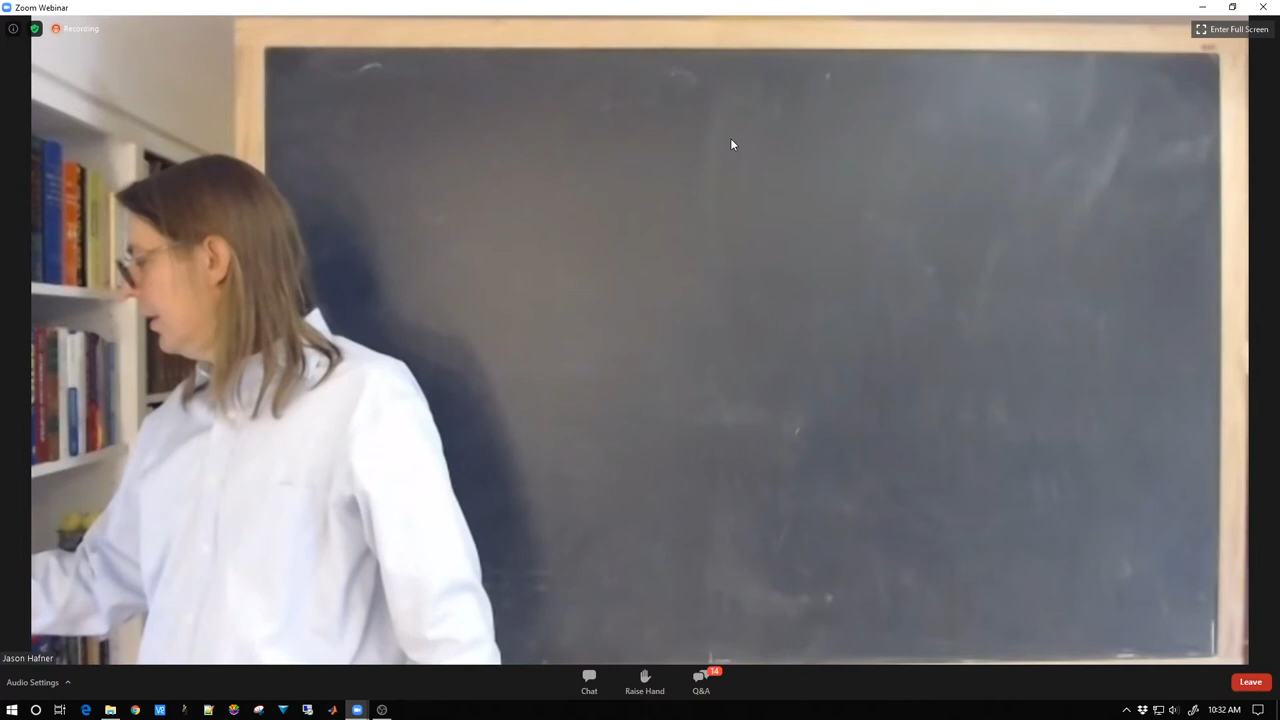 Zoom Webinar
Recording
Enter Full Screen
Jason Hafner
Audio Settings
Chat
Raise Hand
14
Q&A
Leave
10:32 AM